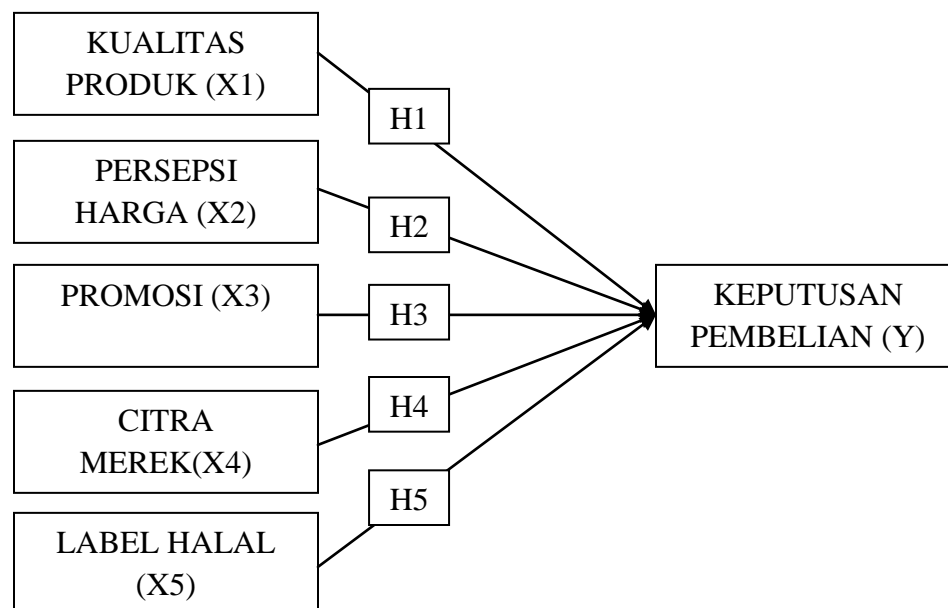 KUALITAS
PRODUK (X1)
H1
PERSEPSI
HARGA (X2)
H2
PROMOSI (X3)
H3
KEPUTUSAN
PEMBELIAN (Y)
CITRA
MEREK(X4)
H4
LABEL HALAL
(X5)
H5